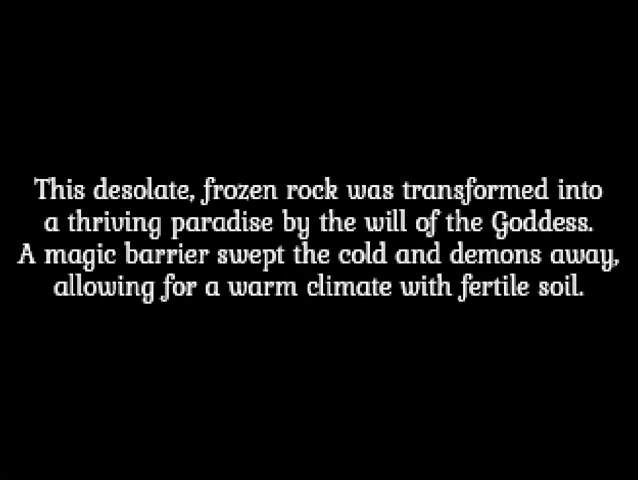 This desolate, frozen rock was transformed into
a thriving paradise by the will of the Goddess.
A magic barrier swept the cold and demons away,
allowing for a warm climate with fertile soil.